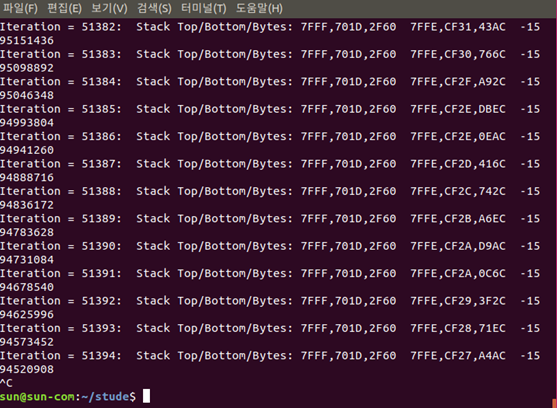 파일(F) 편집(E) 보기(V) 검색(S) 터미널(T) 도움말(H)
Iteration = 51382:  Stack Top/Bottom/Bytes: 7FFF,701D,2F60  7FFE,CF31,43AC  -15
95151436
Iteration = 51383:  Stack Top/Bottom/Bytes: 7FFF,701D,2F60  7FFE,CF30,766C  -15
95098892
Iteration = 51384:  Stack Top/Bottom/Bytes: 7FFF,701D,2F60  7FFE,CF2F,A92C  -15
95046348
Iteration = 51385:  Stack Top/Bottom/Bytes: 7FFF,701D,2F60  7FFE,CF2E,DBEC  -15
94993804
Iteration = 51386:  Stack Top/Bottom/Bytes: 7FFF,701D,2F60  7FFE,CF2E,0EAC  -15
94941260
Iteration = 51387:  Stack Top/Bottom/Bytes: 7FFF,701D,2F60  7FFE,CF2D,416C  -15
94888716
Iteration = 51388:  Stack Top/Bottom/Bytes: 7FFF,701D,2F60  7FFE,CF2C,742C  -15
94836172
Iteration = 51389:  Stack Top/Bottom/Bytes: 7FFF,701D,2F60  7FFE,CF2B,A6EC  -15
94783628
Iteration = 51390:  Stack Top/Bottom/Bytes: 7FFF,701D,2F60  7FFE,CF2A,D9AC  -15
94731084
Iteration = 51391:  Stack Top/Bottom/Bytes: 7FFF,701D,2F60  7FFE,CF2A,0C6C  -15
94678540
Iteration = 51392:  Stack Top/Bottom/Bytes: 7FFF,701D,2F60  7FFE,CF29,3F2C  -15
94625996
Iteration = 51393:  Stack Top/Bottom/Bytes: 7FFF,701D,2F60  7FFE,CF28,71EC  -15
94573452
Iteration = 51394:  Stack Top/Bottom/Bytes: 7FFF,701D,2F60  7FFE,CF27,A4AC  -15
94520908
^C
sun@sun-com:~/stude$